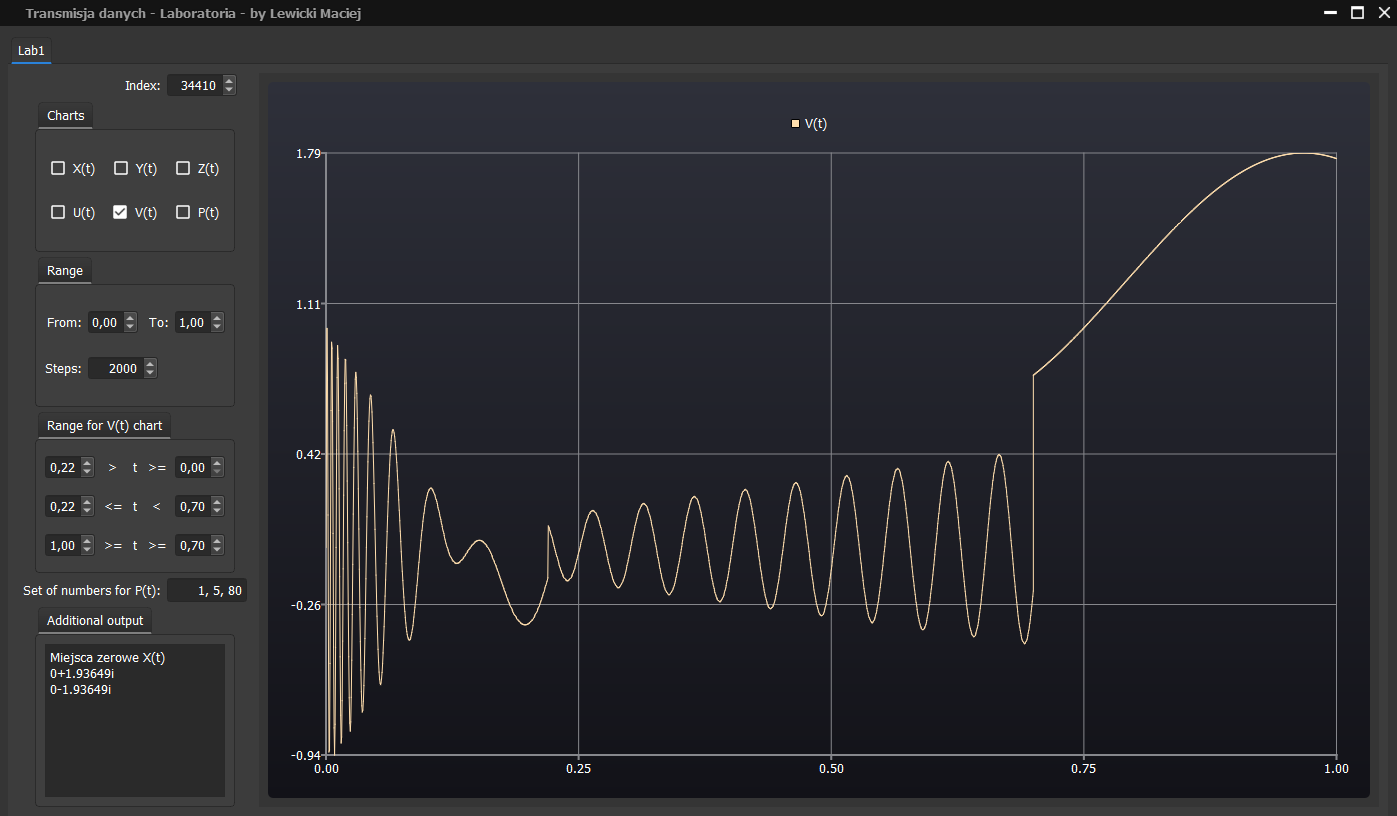 Transmisja danych - Laboratoria - by Lewicki Maciej
Lab1
Index: 34410
Charts
X(t) Y(t) Z(t)
U(t) V(t) P(t)
Range
From: 0,00 To: 1,00
Steps: 2000
Range for V(t) chart
0,22 > t >= 0,00
0,22 <= t < 0,70
1,00 >= t >= 0,70
Set of numbers for P(t): 1, 5, 80
Additional output
Miejsca zerowe X(t)
0+1.93649i
0-1.93649i
V(t)
1.79
1.11
0.42
-0.26
-0.94
0.00 0.25 0.50 0.75 1.00